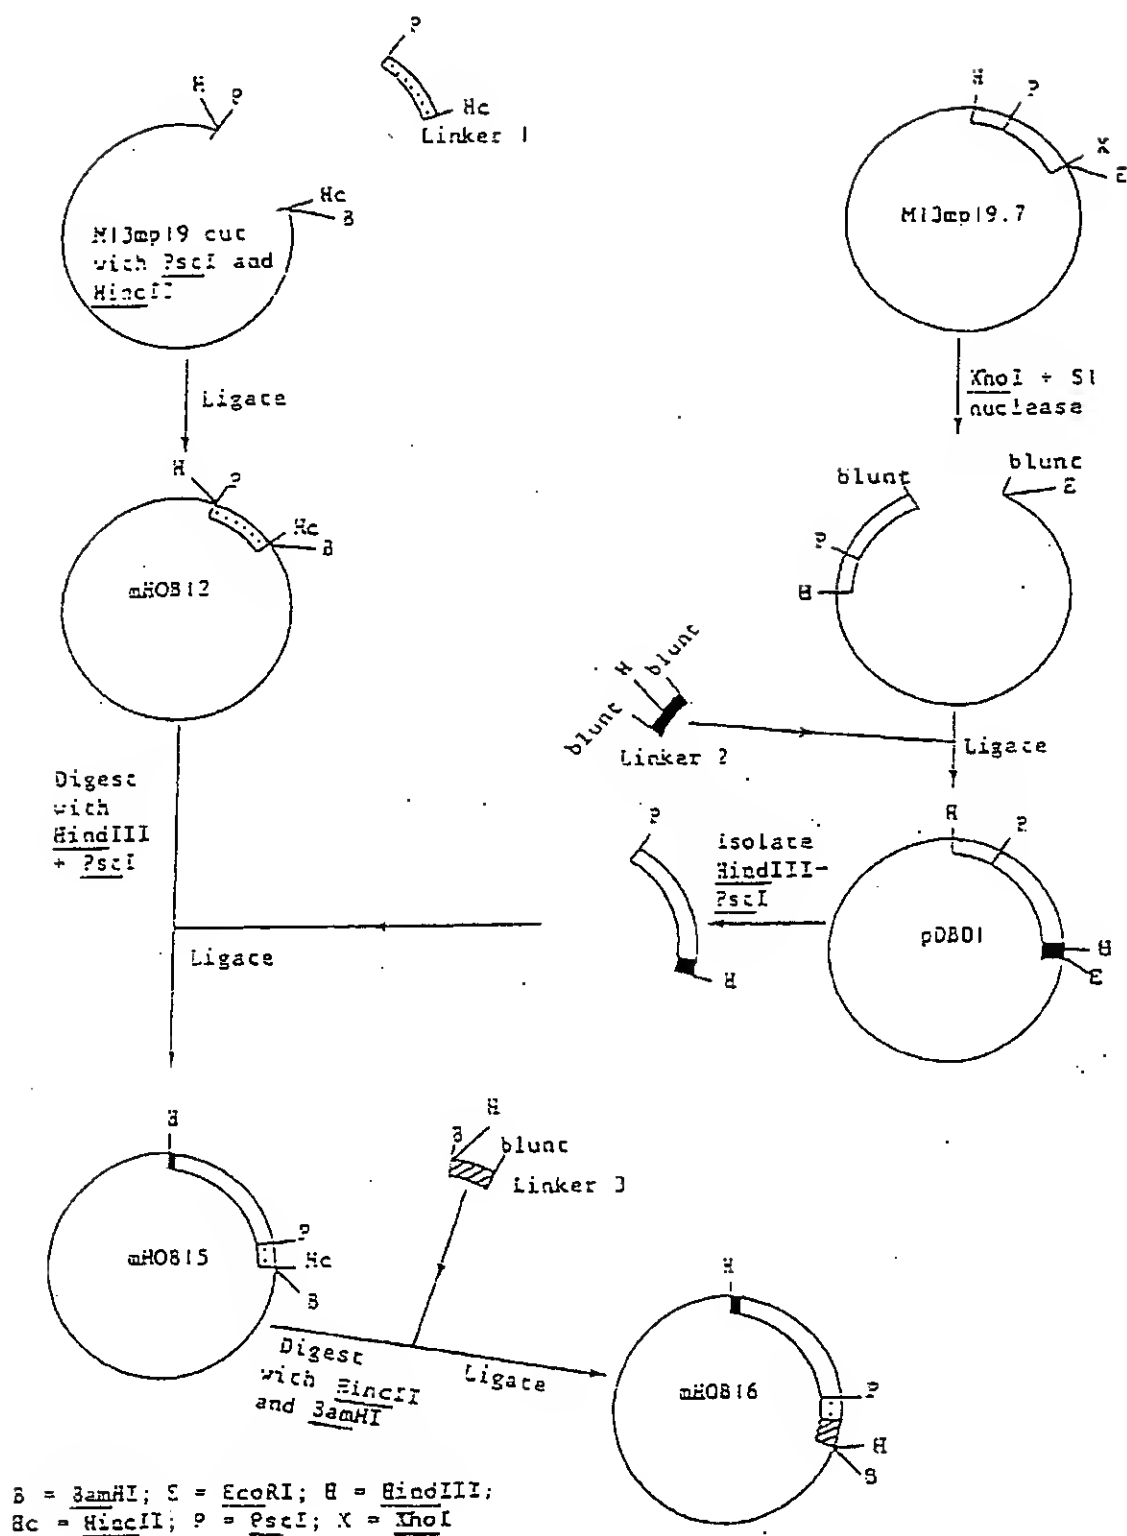 P
H
P
Hc
Linker 1
Hc
B
M13mp19 cut
with PstI and
HincII
H
P
X
E
M13mp19.7
Ligate
XhoI + S1
nuclease
H
P
Hc
B
mHOB12
blunt
blunt
E
P
H
H
blunt
blunt
Linker 2
Ligate
Digest
with
HindIII
+ PstI
P
isolate
HindIII-
PstI
H
H
P
pDBO1
H
E
Ligate
H
mHOB15
P
Hc
B
B
H
blunt
Linker 3
Digest
with HincII
and BamHI
Ligate
H
mHOB16
P
H
B
B = BamHI; E = EcoRI; H = HindIII;
Hc = HincII; P = PstI; X = XhoI